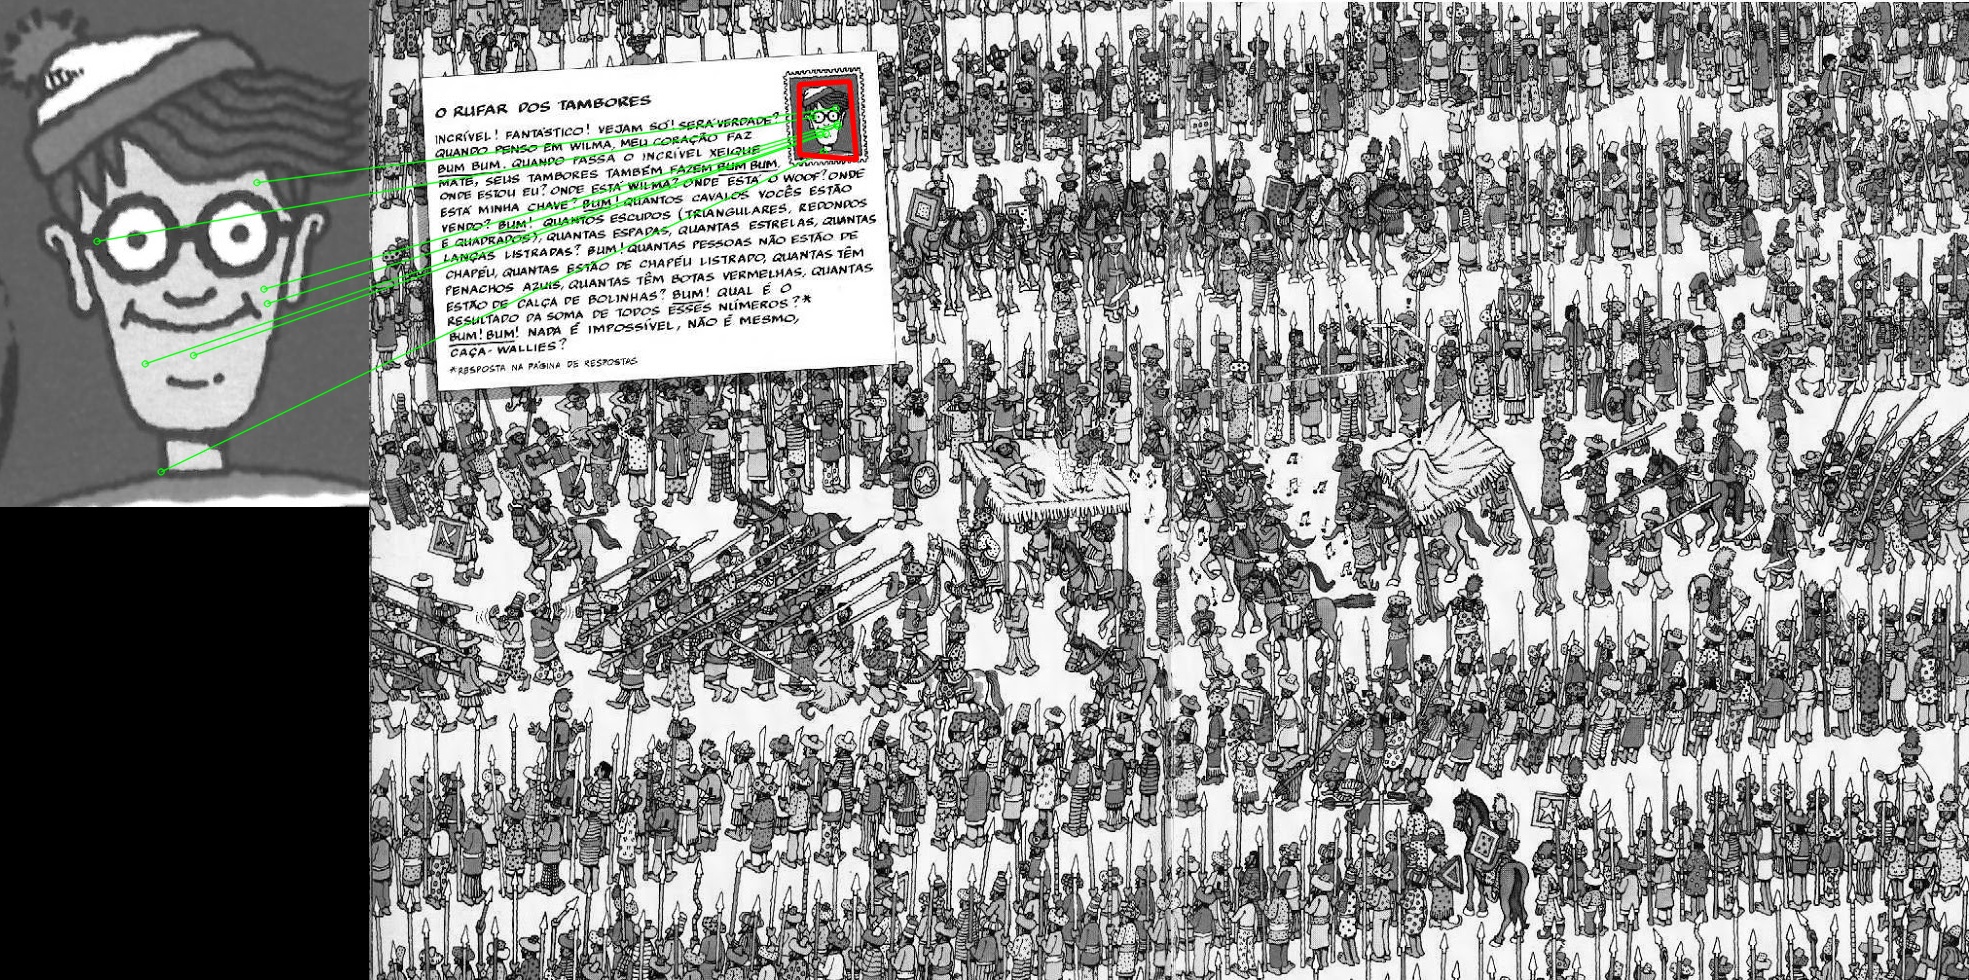 O RUFAR DOS TAMBORES
INCRÍVEL! FANTÁSTICO! VEJAM SÓ! SERÁ VERDADE?
QUANDO PENSO EM WILMA, MEU CORAÇÃO FAZ
BUM BUM. QUANDO PASSA O INCRÍVEL XEIQUE
MATE, SEUS TAMBORES TAMBÉM FAZEM BUM BUM.
ONDE ESTOU EU? ONDE ESTÁ WILMA? ONDE ESTÁ O WOOF? ONDE
ESTÁ MINHA CHAVE? BUM! QUANTOS CAVALOS VOCÊS ESTÃO
VENDO? BUM! QUANTOS ESCUDOS (TRIANGULARES, REDONDOS
E QUADRADOS), QUANTAS ESPADAS, QUANTAS ESTRELAS, QUANTAS
LANÇAS LISTRADAS? BUM! QUANTAS PESSOAS NÃO ESTÃO DE
CHAPÉU, QUANTAS ESTÃO DE CHAPÉU LISTRADO, QUANTAS TÊM
PENACHOS AZUIS, QUANTAS TÊM BOTAS VERMELHAS, QUANTAS
ESTÃO DE CALÇA DE BOLINHAS? BUM! QUAL É O
RESULTADO DA SOMA DE TODOS ESSES NÚMEROS?*
BUM! BUM! NADA É IMPOSSÍVEL, NÃO É MESMO,
CAÇA-WALLIES?
*RESPOSTA NA PÁGINA DE RESPOSTAS.